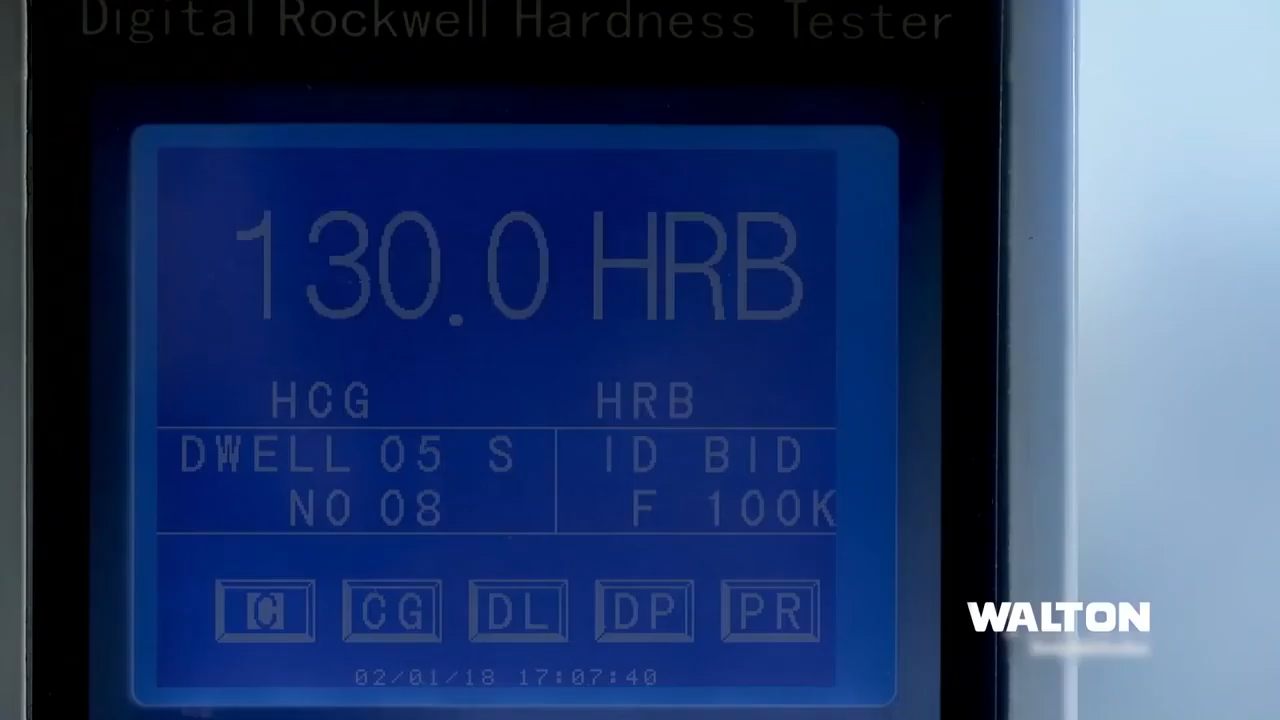 Digital Rockwell Hardness Tester
130.0 HRB
HCG HRB
DWELL 05 S ID BID
NO 08 F 100K
C CG DL DP PR
02/01/18 17:07:40
WALTON